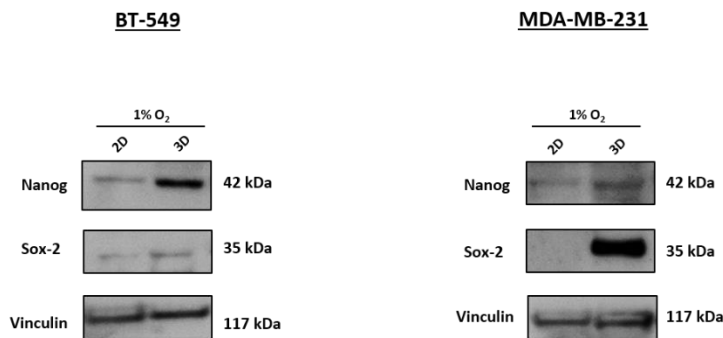 BT-549
1% O₂
2D 3D
Nanog 42 kDa
Sox-2 35 kDa
Vinculin 117 kDa
MDA-MB-231
1% O₂
2D 3D
Nanog 42 kDa
Sox-2 35 kDa
Vinculin 117 kDa